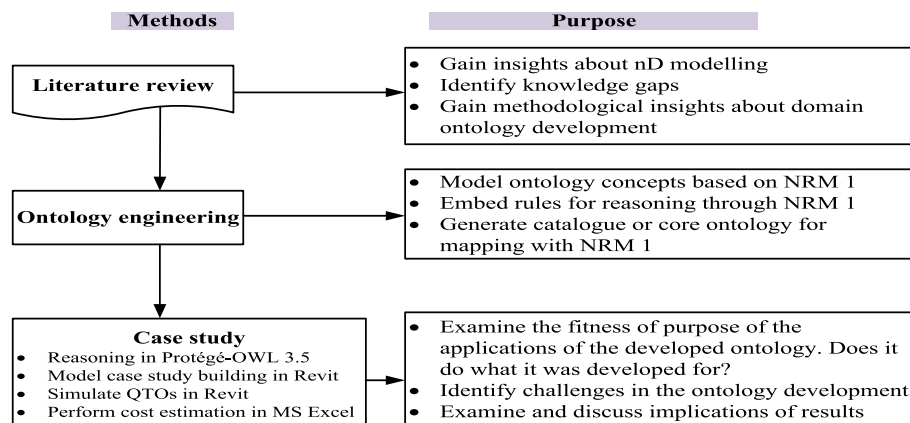 Methods
Purpose
Literature review
• Gain insights about nD modelling
• Identify knowledge gaps
• Gain methodological insights about domain
ontology development
Ontology engineering
• Model ontology concepts based on NRM 1
• Embed rules for reasoning through NRM 1
• Generate catalogue or core ontology for
mapping with NRM 1
Case study
• Reasoning in Protégé-OWL 3.5
• Model case study building in Revit
• Simulate QTOs in Revit
• Perform cost estimation in MS Excel
• Examine the fitness of purpose of the
applications of the developed ontology. Does it
do what it was developed for?
• Identify challenges in the ontology development
• Examine and discuss implications of results